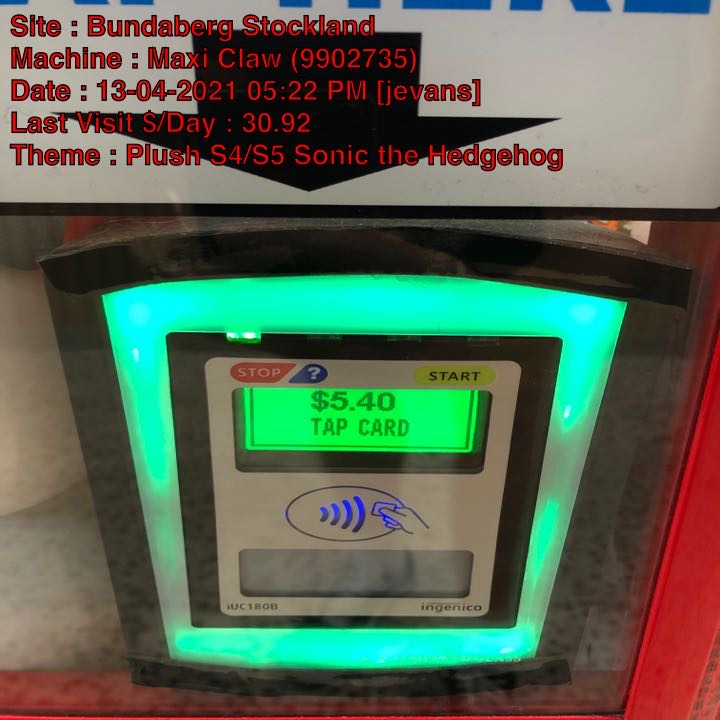 Site : Bundaberg Stockland
Machine : Maxi Claw (9902735)
Date : 13-04-2021 05:22 PM [jevans]
Last Visit $/Day : 30.92
Theme : Plush S4/S5 Sonic the Hedgehog
STOP ? START
$5.40
TAP CARD
iUC180B ingenico